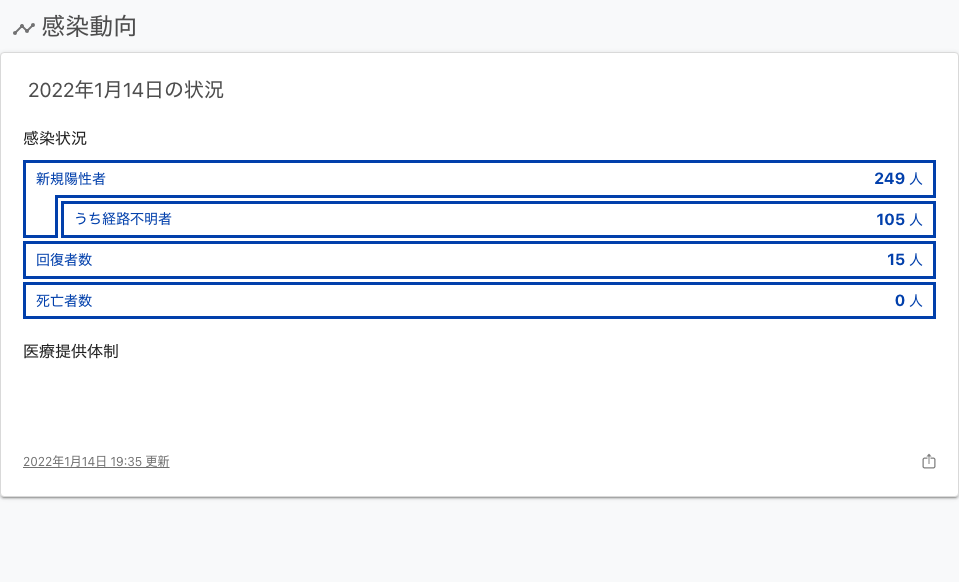 感染動向
2022年1月14日の状況
感染状況
新規陽性者 249 人
うち経路不明者 105 人
回復者数 15 人
死亡者数 0 人
医療提供体制
2022年1月14日 19:35 更新